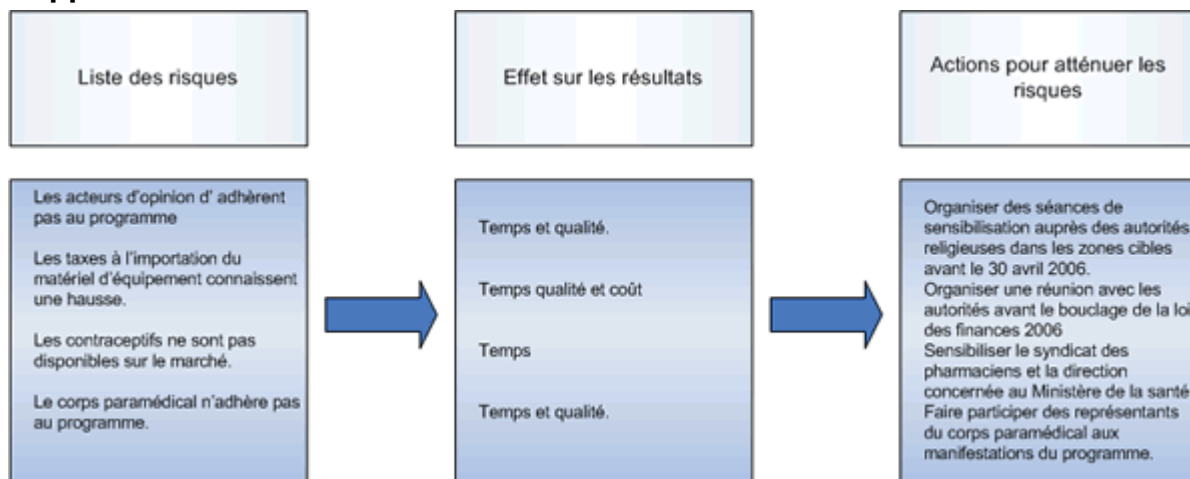 Liste des risques
Effet sur les résultats
Actions pour atténuer les
risques
Les acteurs d'opinion d' adhèrent
pas au programme
Les taxes à l'importation du
matériel d'équipement connaissent
une hausse.
Les contraceptifs ne sont pas
disponibles sur le marché.
Le corps paramédical n'adhère pas
au programme.
Temps et qualité.
Temps qualité et coût
Temps
Temps et qualité.
Organiser des séances de
sensibilisation auprès des autorités
religieuses dans les zones cibles
avant le 30 avril 2006.
Organiser une réunion avec les
autorités avant le bouclage de la loi
des finances 2006
Sensibiliser le syndicat des
pharmaciens et la direction
concernée au Ministère de la santé
Faire participer des représentants
du corps paramédical aux
manifestations du programme.